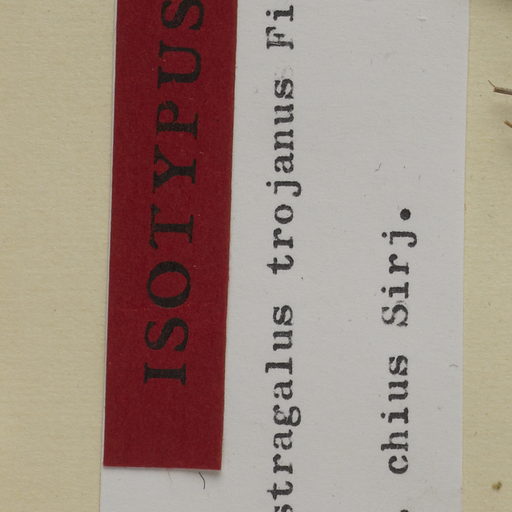 ISOTYPUS
stragalus trojanus Fi
. chius Sirj.